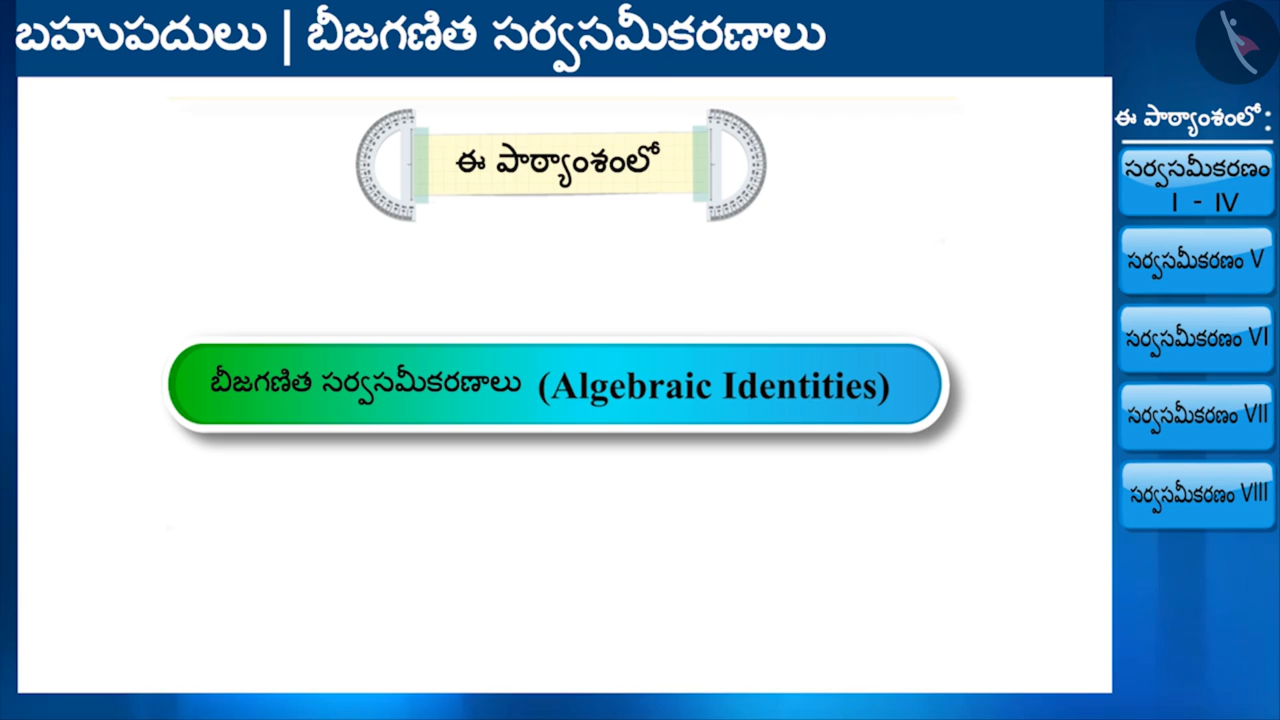 బహుపదులు | బీజగణిత సర్వసమీకరణాలు
ఈ పాఠ్యాంశంలో
బీజగణిత సర్వసమీకరణాలు (Algebraic Identities)
ఈ పాఠ్యాంశంలో :
సర్వసమీకరణం
I - IV
సర్వసమీకరణం V
సర్వసమీకరణం VI
సర్వసమీకరణం VII
సర్వసమీకరణం VIII